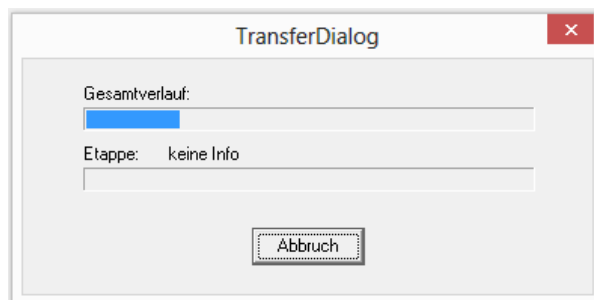 TransferDialog
Gesamtverlauf:
Etappe: keine Info
Abbruch